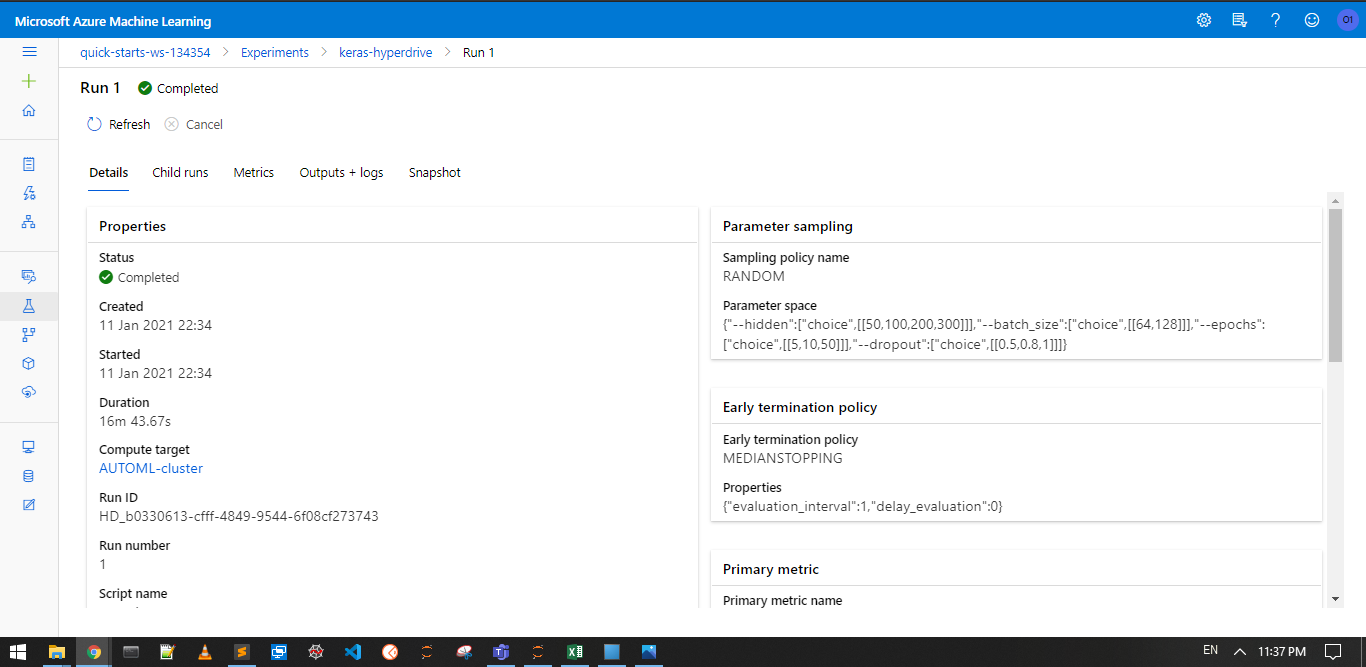 Microsoft Azure Machine Learning
O1
quick-starts-ws-134354 > Experiments > keras-hyperdrive > Run 1
Run 1 Completed
Refresh Cancel
Details Child runs Metrics Outputs + logs Snapshot
Properties
Status
Completed
Created
11 Jan 2021 22:34
Started
11 Jan 2021 22:34
Duration
16m 43.67s
Compute target
AUTOML-cluster
Run ID
HD_b0330613-cfff-4849-9544-6f08cf273743
Run number
1
Script name
Parameter sampling
Sampling policy name
RANDOM
Parameter space
{"--hidden":["choice",[[50,100,200,300]]],"--batch_size":["choice",[[64,128]]],"--epochs":
["choice",[[5,10,50]]],"--dropout":["choice",[[0.5,0.8,1]]]}
Early termination policy
Early termination policy
MEDIANSTOPPING
Properties
{"evaluation_interval":1,"delay_evaluation":0}
Primary metric
Primary metric name
EN 11:37 PM